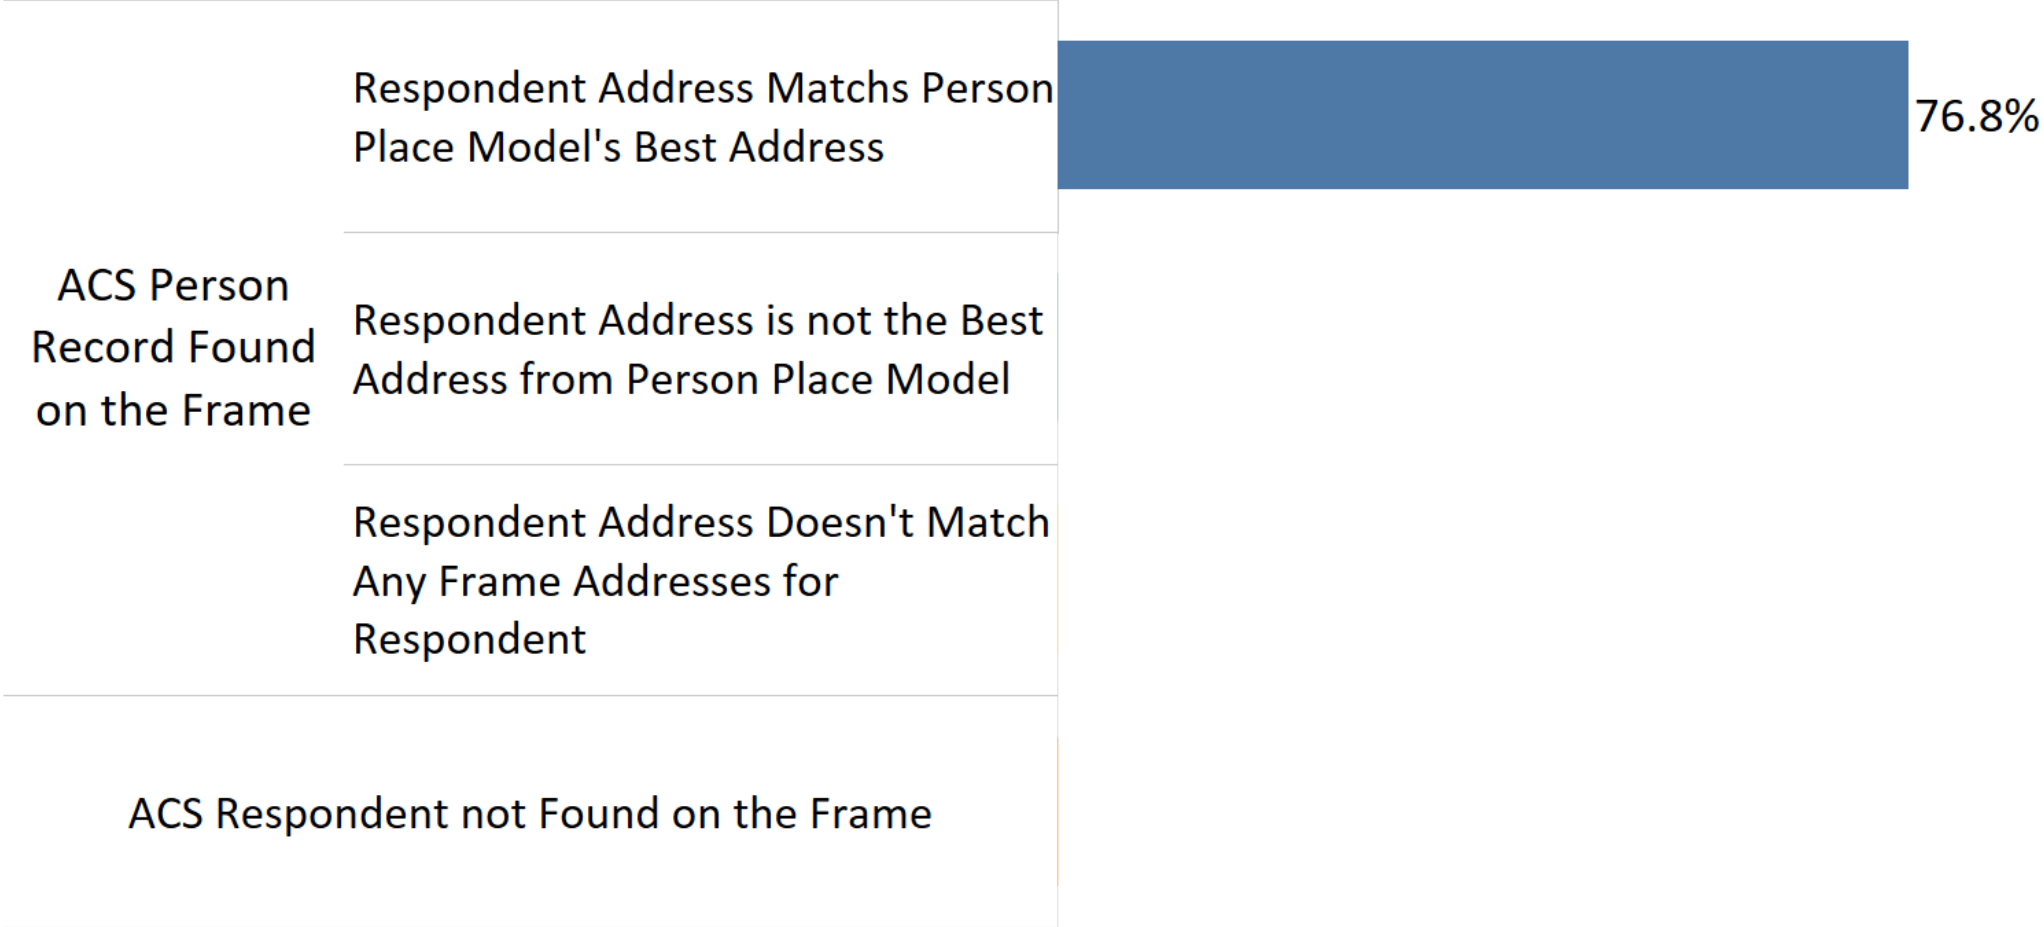 Respondent Address Matchs Person
Place Model's Best Address
76.8%
ACS Person
Record Found
on the Frame
Respondent Address is not the Best
Address from Person Place Model
Respondent Address Doesn't Match
Any Frame Addresses for
Respondent
ACS Respondent not Found on the Frame